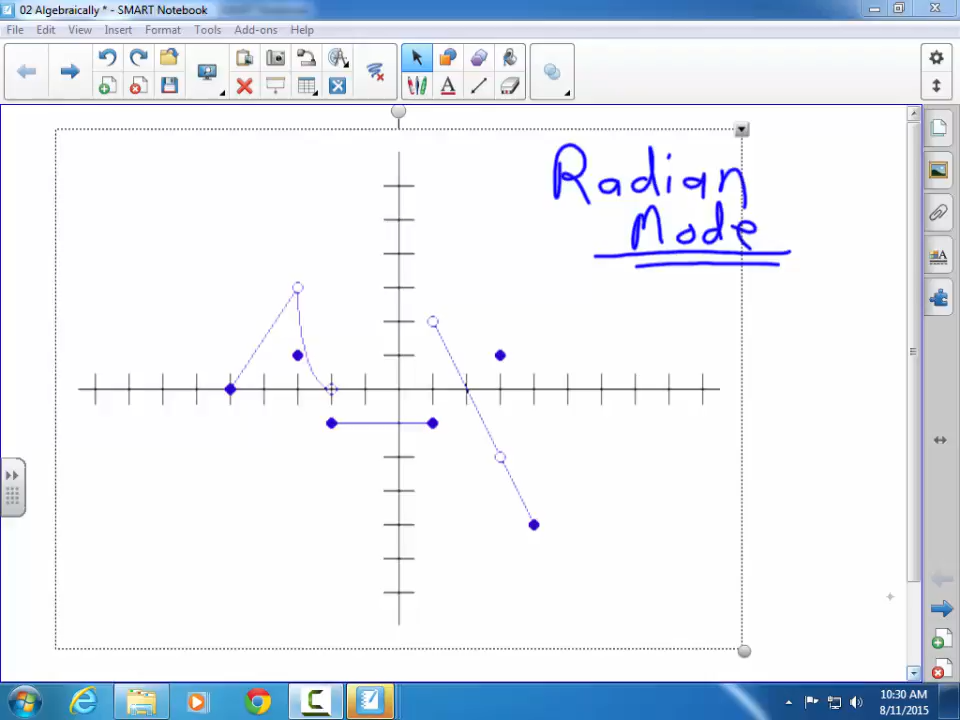 02 Algebraically * - SMART Notebook
File Edit View Insert Format Tools Add-ons Help
Radian
Mode
10:30 AM
8/11/2015